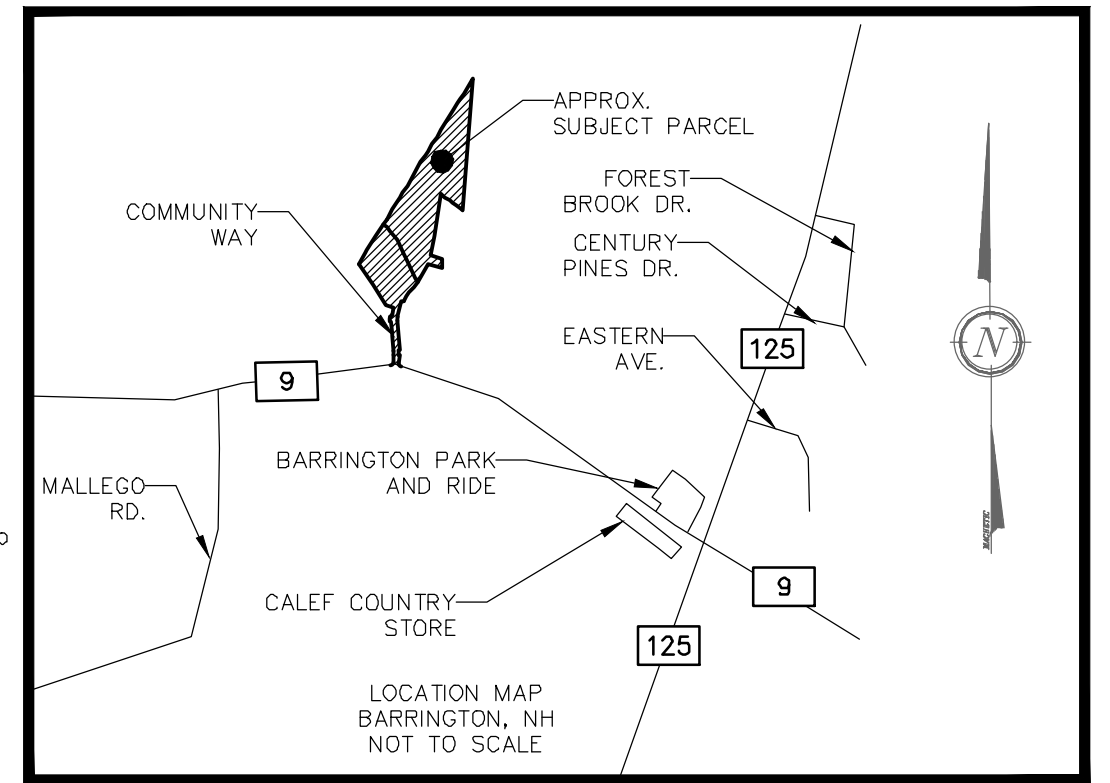 APPROX.
SUBJECT PARCEL
COMMUNITY
WAY
FOREST
BROOK DR.
CENTURY
PINES DR.
EASTERN
AVE.
125
9
N
BARRINGTON PARK
AND RIDE
MALLEGO
RD.
MAGNETIC
CALEF COUNTRY
STORE
9
125
LOCATION MAP
BARRINGTON, NH
NOT TO SCALE